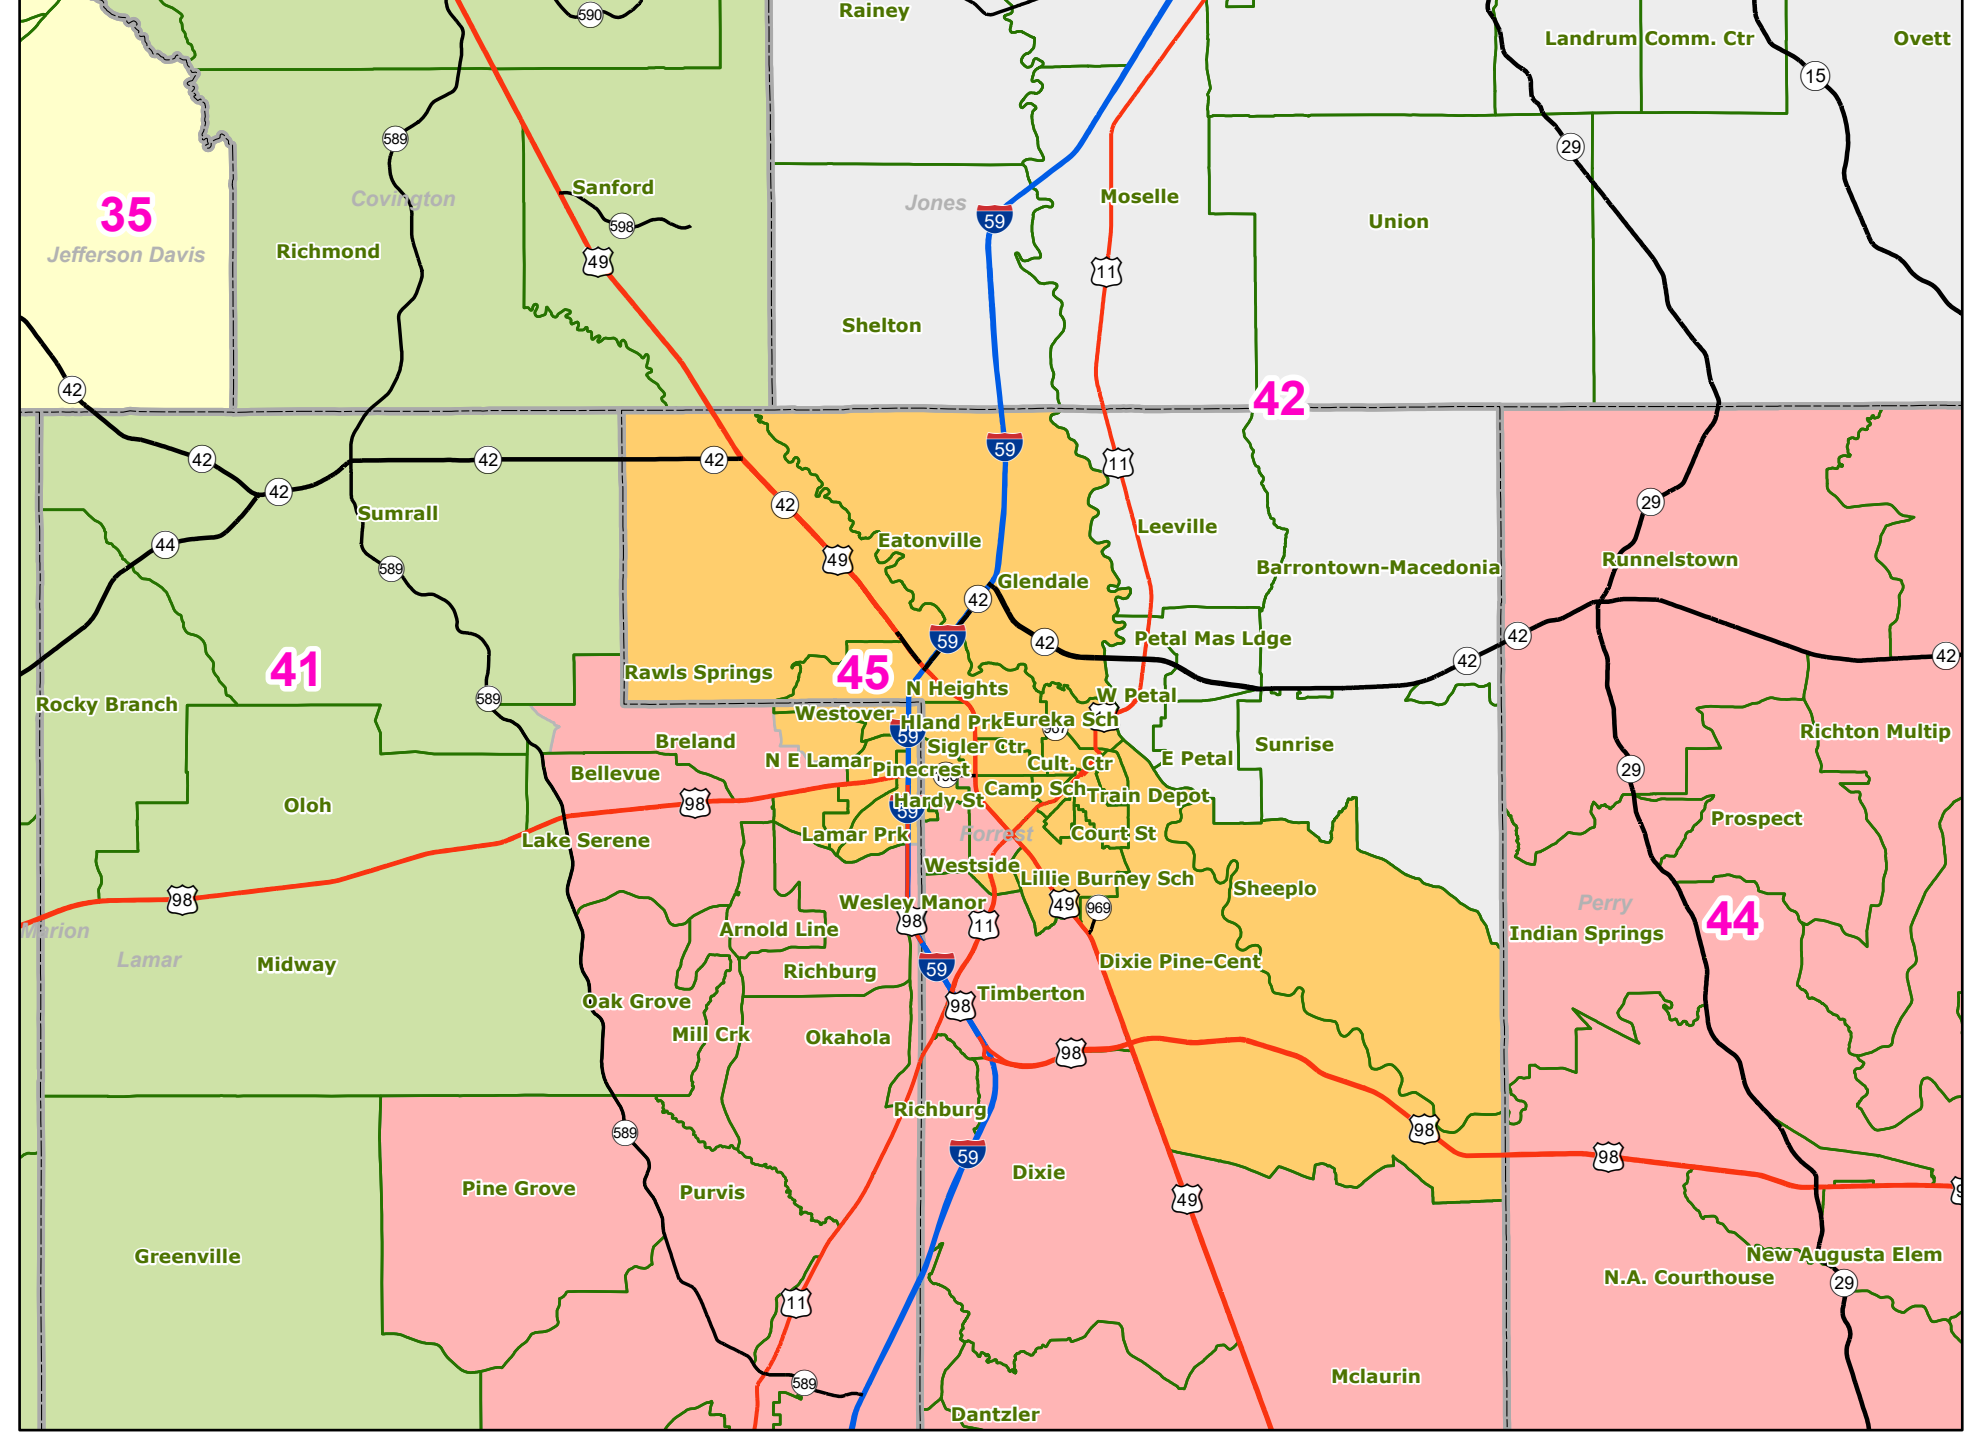 590
Rainey
Landrum Comm. Ctr
Ovett
15
589
29
Sanford
Covington
Jones
Moselle
35
598
59
Union
Jefferson Davis
Richmond
49
11
Shelton
42
42
59
42
42
42
11
42
29
Sumrall
42
Leeville
44
Eatonville
49
Runnelstown
589
Glendale
Barrontown-Macedonia
42
59
42
Petal Mas Ldge
42
42
42
41
Rawls Springs
45
N Heights
W Petal
589
Rocky Branch
Westover
Hland Prk
Eureka Sch
Richton Multip
59
Breland
Sigler Ctr
Sunrise
N E Lamar
Pinecrest
Cult. Ctr
E Petal
Bellevue
29
98
Hardy St
Camp Sch
Train Depot
Oloh
59
Prospect
Lake Serene
Lamar Prk
Forrest
Court St
Westside
Lillie Burney Sch
Sheeplo
98
Wesley Manor
49
969
Perry
44
Marion
Arnold Line
98
11
Indian Springs
Lamar
Midway
Richburg
59
Dixie Pine-Cent
Oak Grove
98
Timberton
Mill Crk
Okahola
98
Richburg
589
98
59
98
Pine Grove
Purvis
Dixie
49
Greenville
New Augusta Elem
N.A. Courthouse
29
11
589
Mclaurin
Dantzler